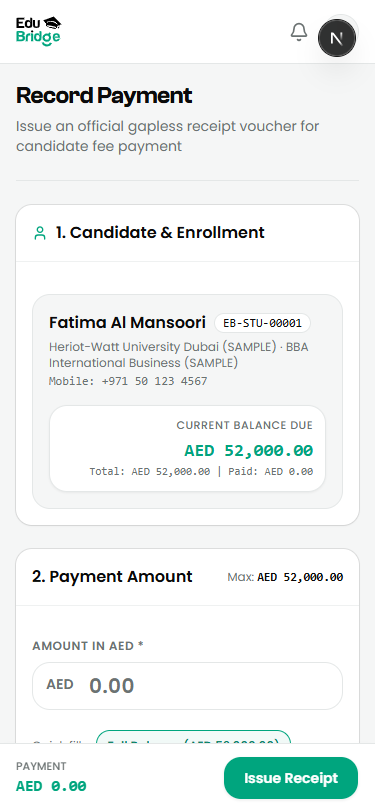 Edu
Bridge
N
Record Payment
Issue an official gapless receipt voucher for
candidate fee payment
1. Candidate & Enrollment
Fatima Al Mansoori EB-STU-00001
Heriot-Watt University Dubai (SAMPLE) · BBA
International Business (SAMPLE)
Mobile: +971 50 123 4567
CURRENT BALANCE DUE
AED 52,000.00
Total: AED 52,000.00 | Paid: AED 0.00
2. Payment Amount Max: AED 52,000.00
AMOUNT IN AED *
AED 0.00
PAYMENT
AED 0.00
Issue Receipt